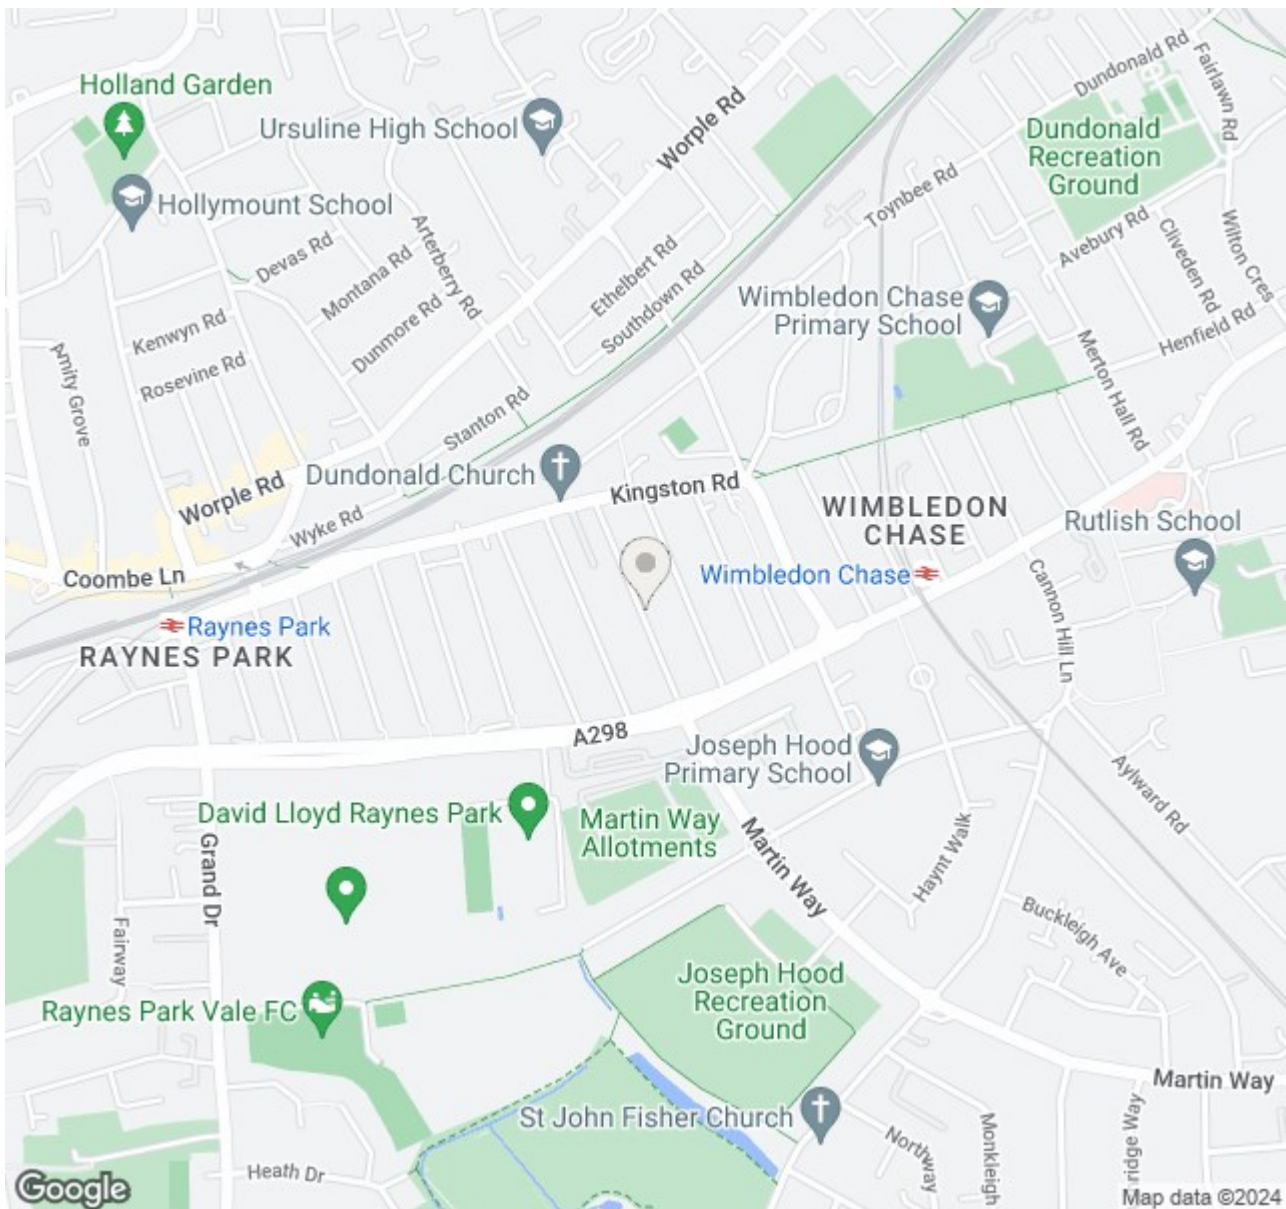 Holland Garden
Ursuline High School
Hollymount School
Worple Rd
Dundonald Rd
Fairlawn Rd
Dundonald
Recreation
Ground
Toynbee Rd
Avebury Rd
Cliveden Rd
Wilton Cres
Henfield Rd
Devas Rd
Montana Rd
Arterberry Rd
Dunmore Rd
Ethelbert Rd
Southdown Rd
Wimbledon Chase
Primary School
Kenwyn Rd
Rosevine Rd
Amity Grove
Merton Hall Rd
Stanton Rd
Dundonald Church
Kingston Rd
Worple Rd
Wyke Rd
WIMBLEDON
CHASE
Rutlish School
Coombe Ln
Wimbledon Chase
Raynes Park
RAYNES PARK
Cannon Hill Ln
A298
Joseph Hood
Primary School
Aylward Rd
David Lloyd Raynes Park
Martin Way
Allotments
Grand Dr
Martin Way
Haynt Walk
Fairway
Buckleigh Ave
Joseph Hood
Recreation
Ground
Raynes Park Vale FC
Martin Way
St John Fisher Church
Northway
Monkleigh
Heath Dr
Google
Map data ©2024